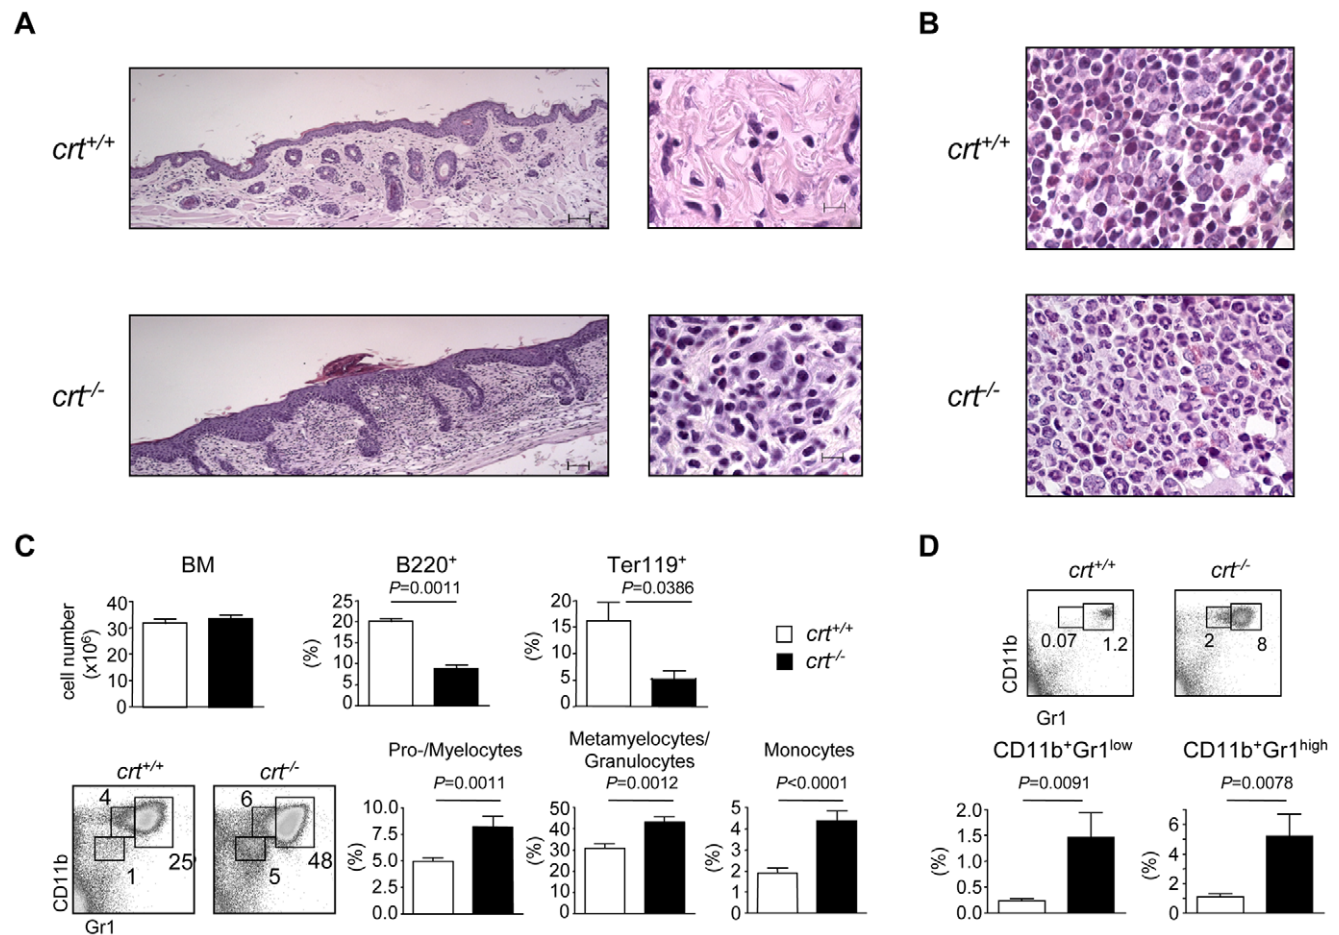 A
B
crt+/+
crt+/+
crt-/-
crt-/-
C
D
BM
B220+
Ter119+
P=0.0011
P=0.0386
cell number
(x10⁶)
40
30
20
10
0
(%)
25
20
15
10
5
0
(%)
20
15
10
5
0
crt+/+
crt-/-
crt+/+
crt-/-
0.07
1.2
2
8
CD11b
Gr1
crt+/+
crt-/-
4
25
1
6
48
5
CD11b
Gr1
Pro-/Myelocytes
P=0.0011
(%)
10.0
7.5
5.0
2.5
0.0
Metamyelocytes/
Granulocytes
P=0.0012
(%)
50
40
30
20
10
0
Monocytes
P<0.0001
(%)
5
4
3
2
1
0
CD11b+Gr1low
P=0.0091
(%)
2.0
1.5
1.0
0.5
0.0
CD11b+Gr1high
P=0.0078
(%)
6
4
2
0